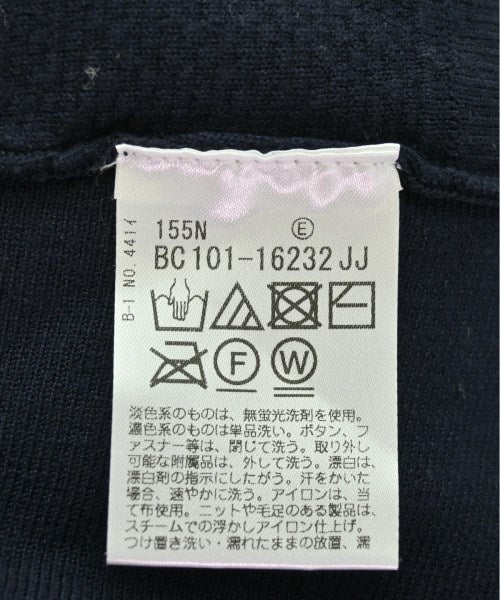 155N Ⓔ
BC101-16232JJ
B-1 NO.4414イ
F W
淡色系のものは、無蛍光洗剤を使用。
濃色系のものは単品洗い。ボタン、フ
ァスナー等は、閉じて洗う。取り外し
可能な附属品は、外して洗う。漂白は、
漂白剤の指示にしたがう。汗をかいた
場合、速やかに洗う。アイロンは、当
て布使用。ニットや毛足のある製品は、
スチームでの浮かしアイロン仕上げ。
つけ置き洗い・濡れたままの放置、濡